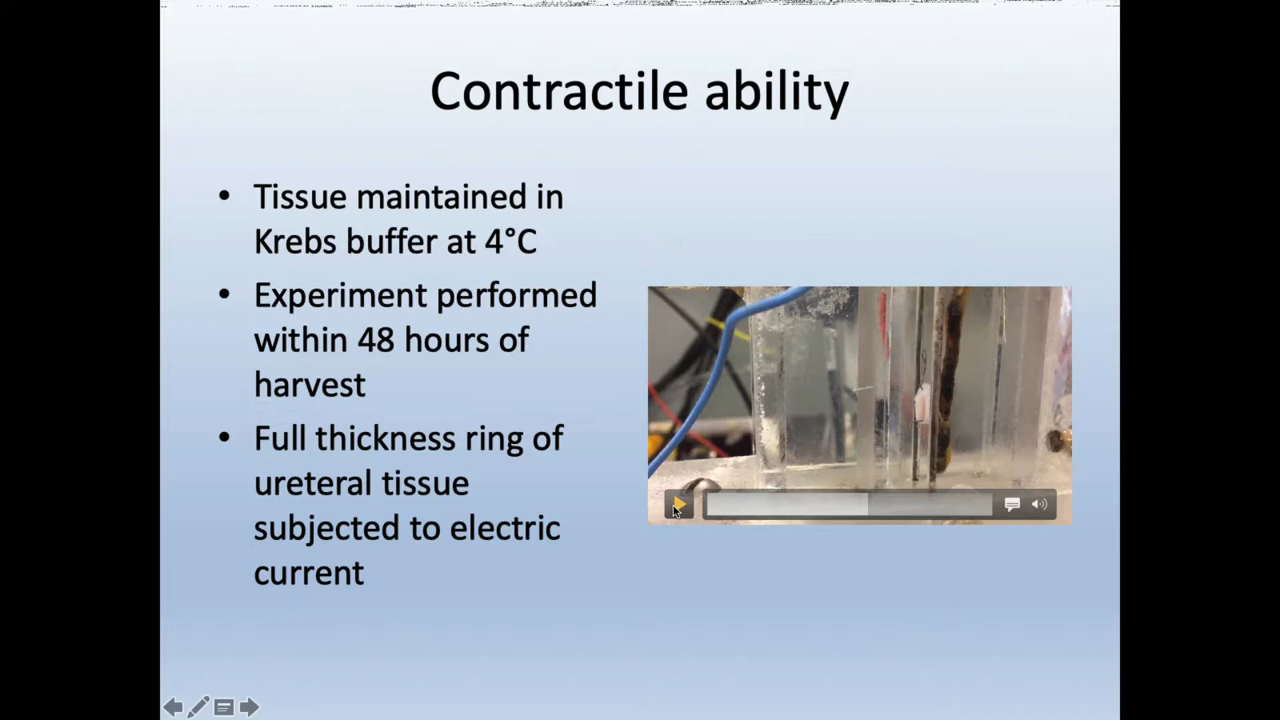 Contractile ability
• Tissue maintained in
Krebs buffer at 4°C
• Experiment performed
within 48 hours of
harvest
• Full thickness ring of
ureteral tissue
subjected to electric
current